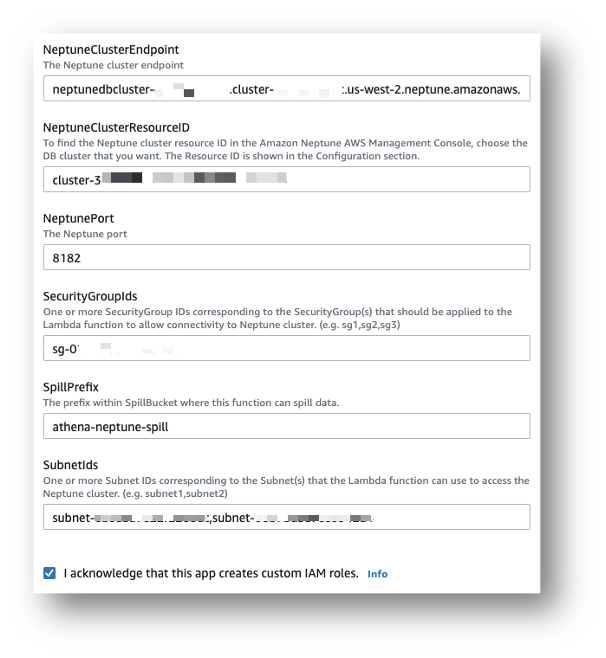 NeptuneClusterEndpoint
The Neptune cluster endpoint
neptunedbcluster- .cluster- .us-west-2.neptune.amazonaws.
NeptuneClusterResourceID
To find the Neptune cluster resource ID in the Amazon Neptune AWS Management Console, choose the
DB cluster that you want. The Resource ID is shown in the Configuration section.
cluster-3
NeptunePort
The Neptune port
8182
SecurityGroupIds
One or more SecurityGroup IDs corresponding to the SecurityGroup(s) that should be applied to the
Lambda function to allow connectivity to Neptune cluster. (e.g. sg1,sg2,sg3)
sg-0
SpillPrefix
The prefix within SpillBucket where this function can spill data.
athena-neptune-spill
SubnetIds
One or more Subnet IDs corresponding to the Subnet(s) that the Lambda function can use to access the
Neptune cluster. (e.g. subnet1,subnet2)
subnet- ,subnet-
I acknowledge that this app creates custom IAM roles. Info